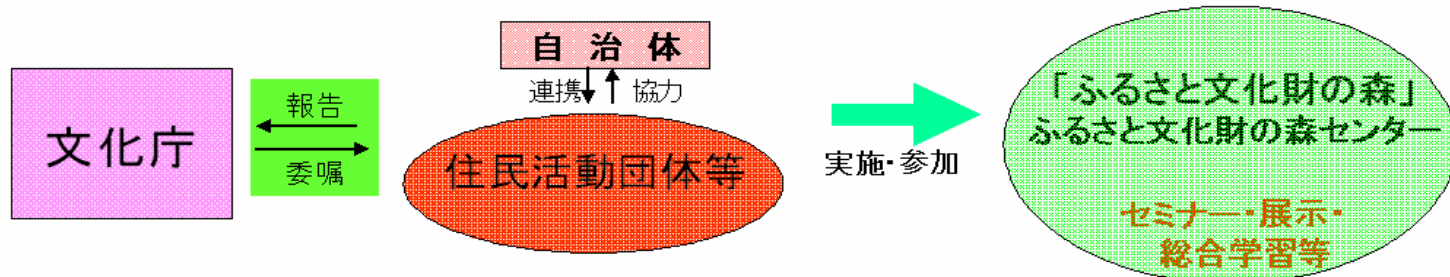 文化庁
報告
委嘱
自治体
連携
協力
住民活動団体等
実施・参加
「ふるさと文化財の森」
ふるさと文化財の森センター
セミナー・展示・
総合学習等